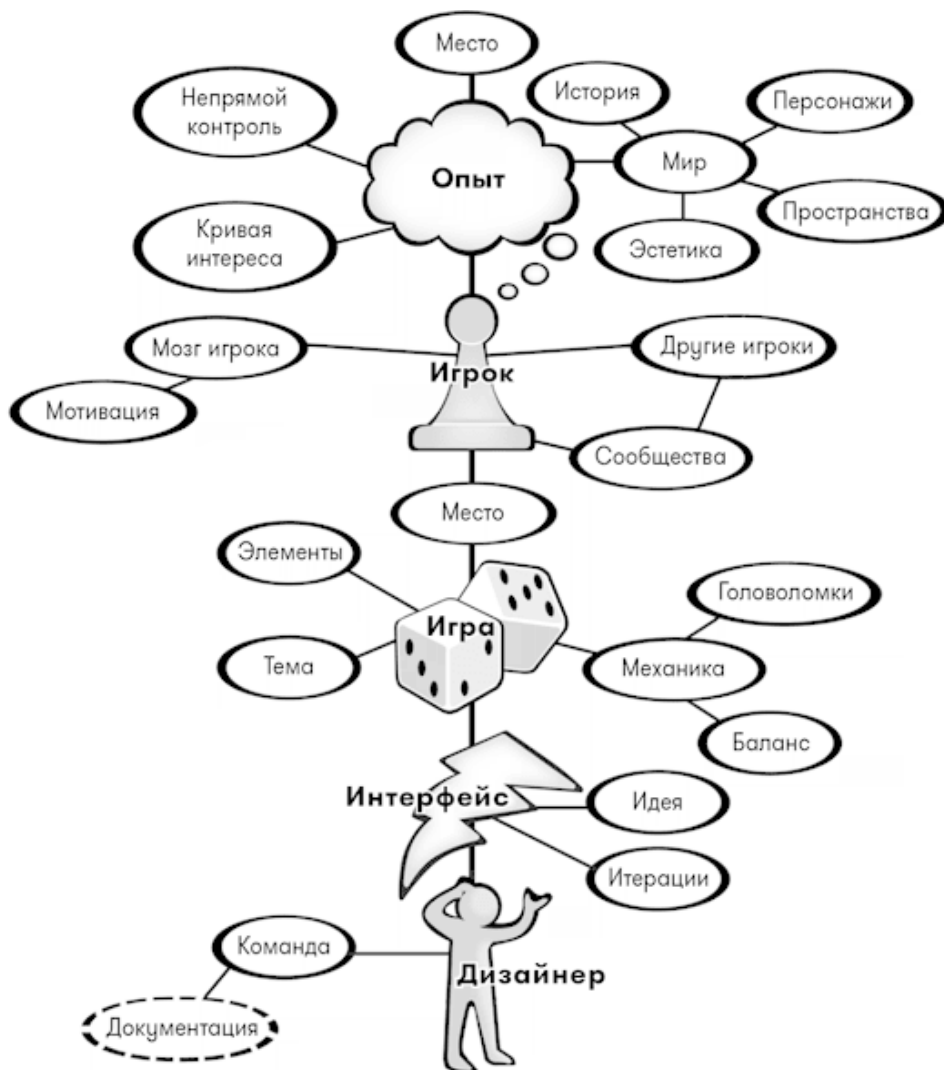 Место
История
Персонажи
Непрямой
контроль
Мир
Опыт
Пространства
Кривая
интереса
Эстетика
Мозг игрока
Другие игроки
Игрок
Мотивация
Сообщества
Место
Элементы
Головоломки
Игра
Тема
Механика
Баланс
Интерфейс
Идея
Итерации
Команда
Дизайнер
Документация